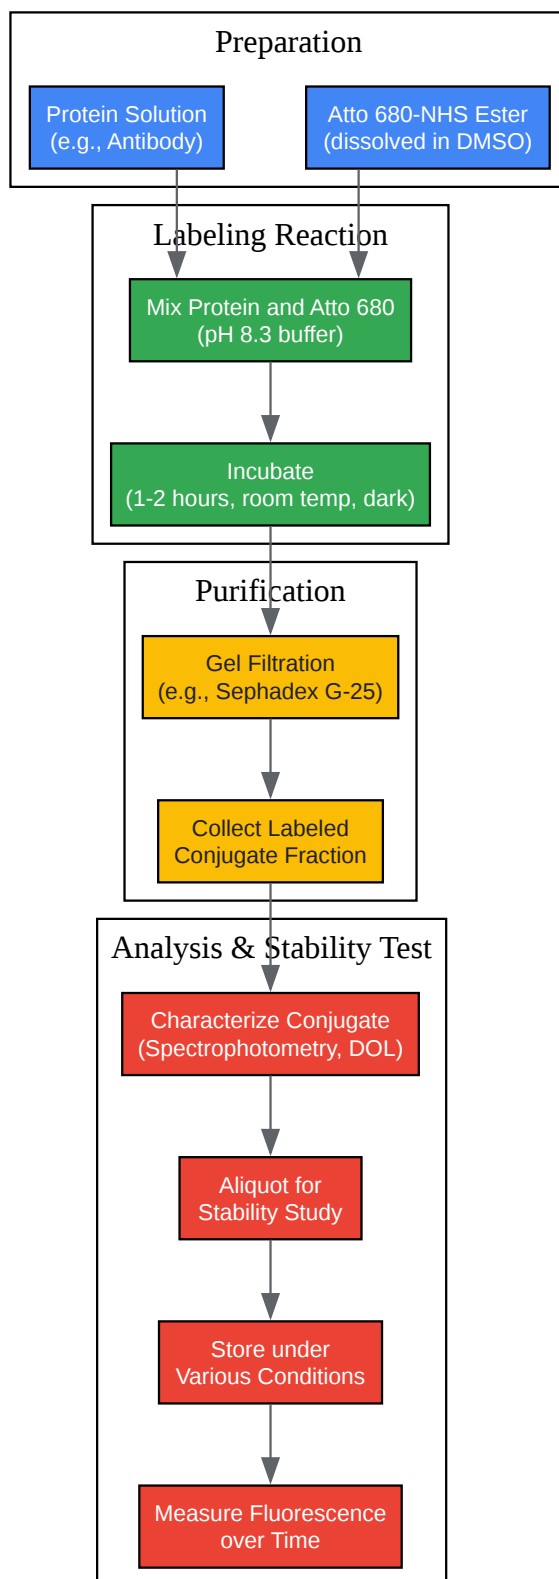 Preparation
Protein Solution
(e.g., Antibody)
Atto 680-NHS Ester
(dissolved in DMSO)
Labeling Reaction
Mix Protein and Atto 680
(pH 8.3 buffer)
Incubate
(1-2 hours, room temp, dark)
Purification
Gel Filtration
(e.g., Sephadex G-25)
Collect Labeled
Conjugate Fraction
Analysis & Stability Test
Characterize Conjugate
(Spectrophotometry, DOL)
Aliquot for
Stability Study
Store under
Various Conditions
Measure Fluorescence
over Time